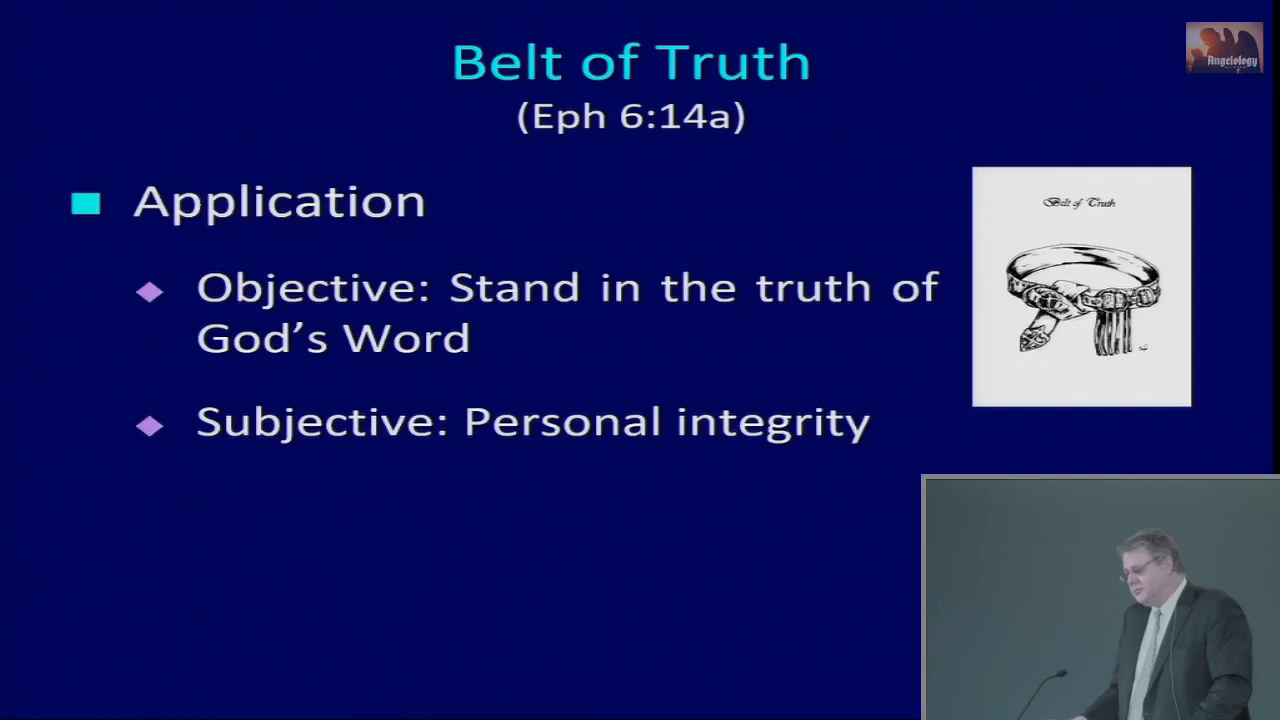 Belt of Truth
(Eph 6:14a)
Angelology
Application
Belt of Truth
Objective: Stand in the truth of
God’s Word
Subjective: Personal integrity